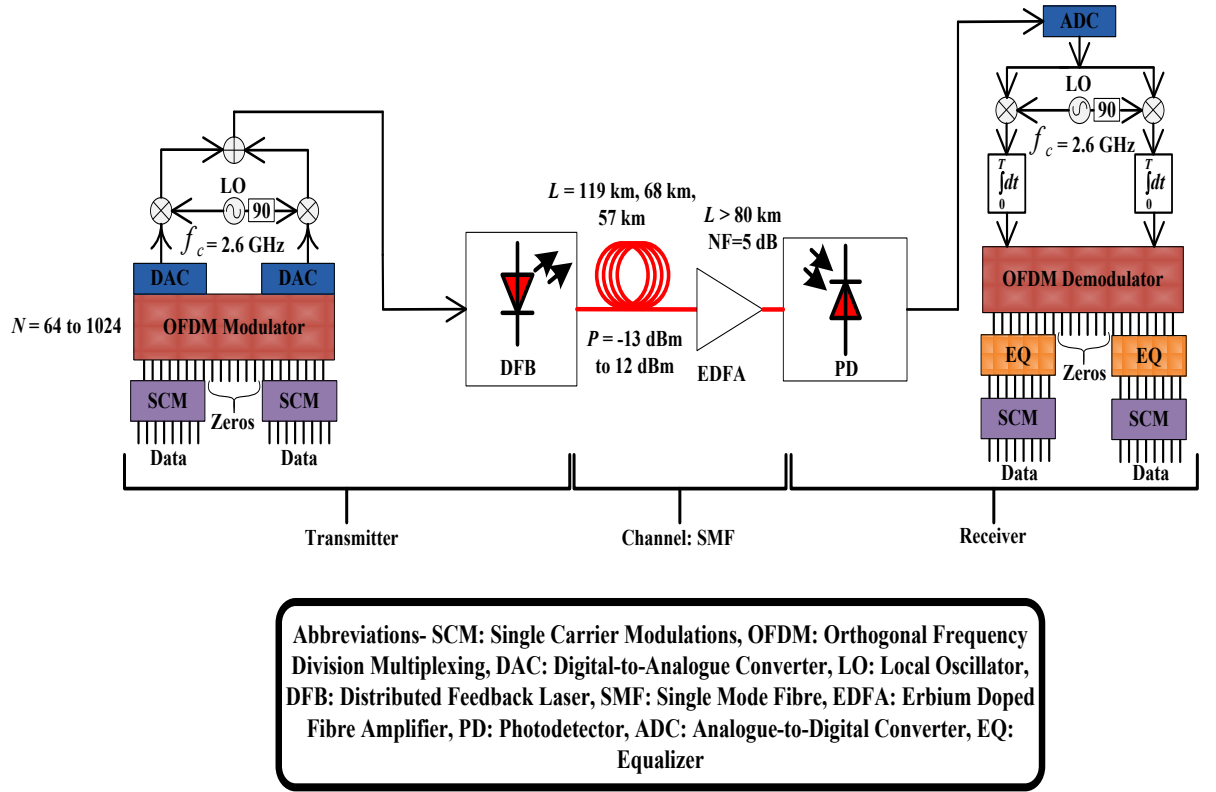 ADC
LO
90
f c = 2.6 GHz
T
∫dt
0
T
∫dt
0
OFDM Demodulator
EQ
Zeros
EQ
SCM
SCM
Data
Data
LO
90
f c = 2.6 GHz
DAC
DAC
N = 64 to 1024
OFDM Modulator
SCM
Zeros
SCM
Data
Data
DFB
L = 119 km, 68 km,
57 km
P = -13 dBm
to 12 dBm
L > 80 km
NF=5 dB
EDFA
PD
Transmitter
Channel: SMF
Receiver
Abbreviations- SCM: Single Carrier Modulations, OFDM: Orthogonal Frequency
Division Multiplexing, DAC: Digital-to-Analogue Converter, LO: Local Oscillator,
DFB: Distributed Feedback Laser, SMF: Single Mode Fibre, EDFA: Erbium Doped
Fibre Amplifier, PD: Photodetector, ADC: Analogue-to-Digital Converter, EQ:
Equalizer